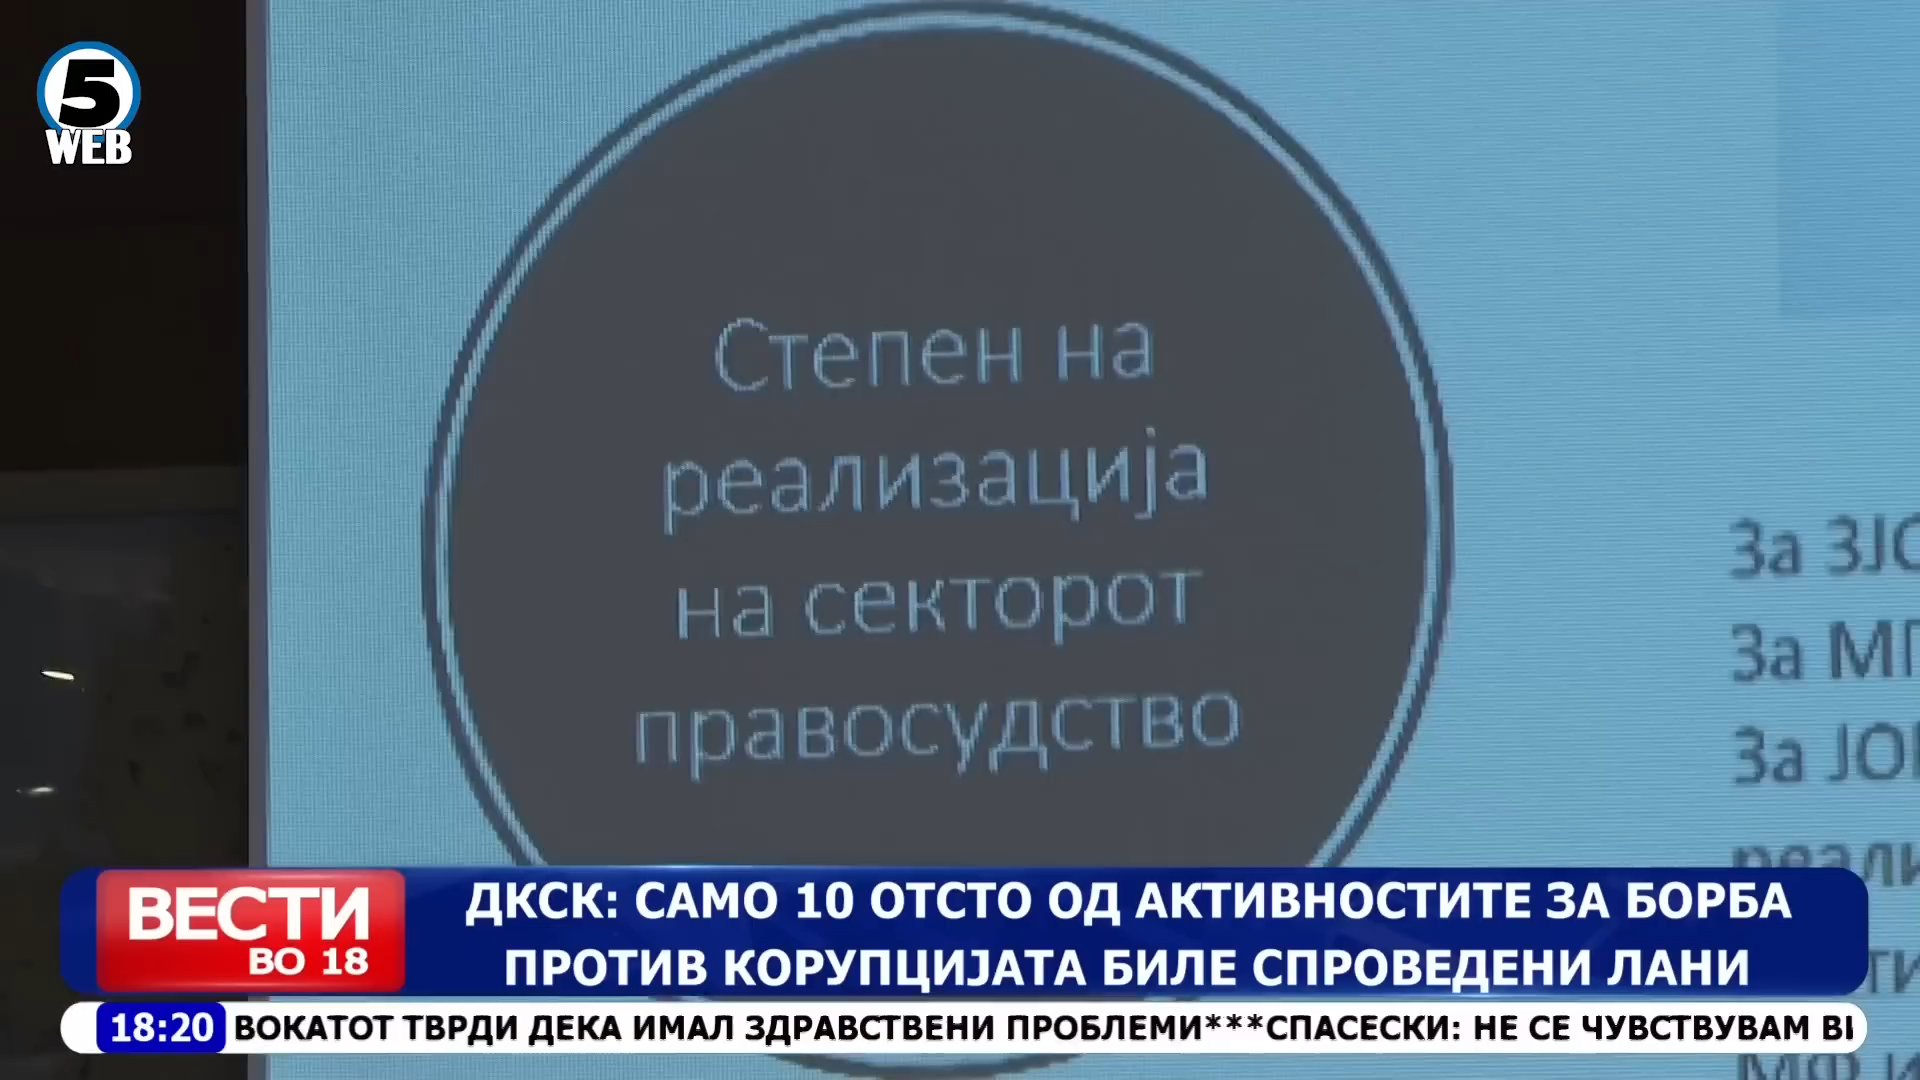 5
WEB
Степен на
реализација
на секторот
правосудство
За
За
За
ВЕСТИ
ВО 18
ДКСК: САМО 10 ОТСТО ОД АКТИВНОСТИТЕ ЗА БОРБА
ПРОТИВ КОРУПЦИЈАТА БИЛЕ СПРОВЕДЕНИ ЛАНИ
18:20
ВОКАТОТ ТВРДИ ДЕКА ИМАЛ ЗДРАВСТВЕНИ ПРОБЛЕМИ***СПАСЕСКИ: НЕ СЕ ЧУВСТВУВАМ